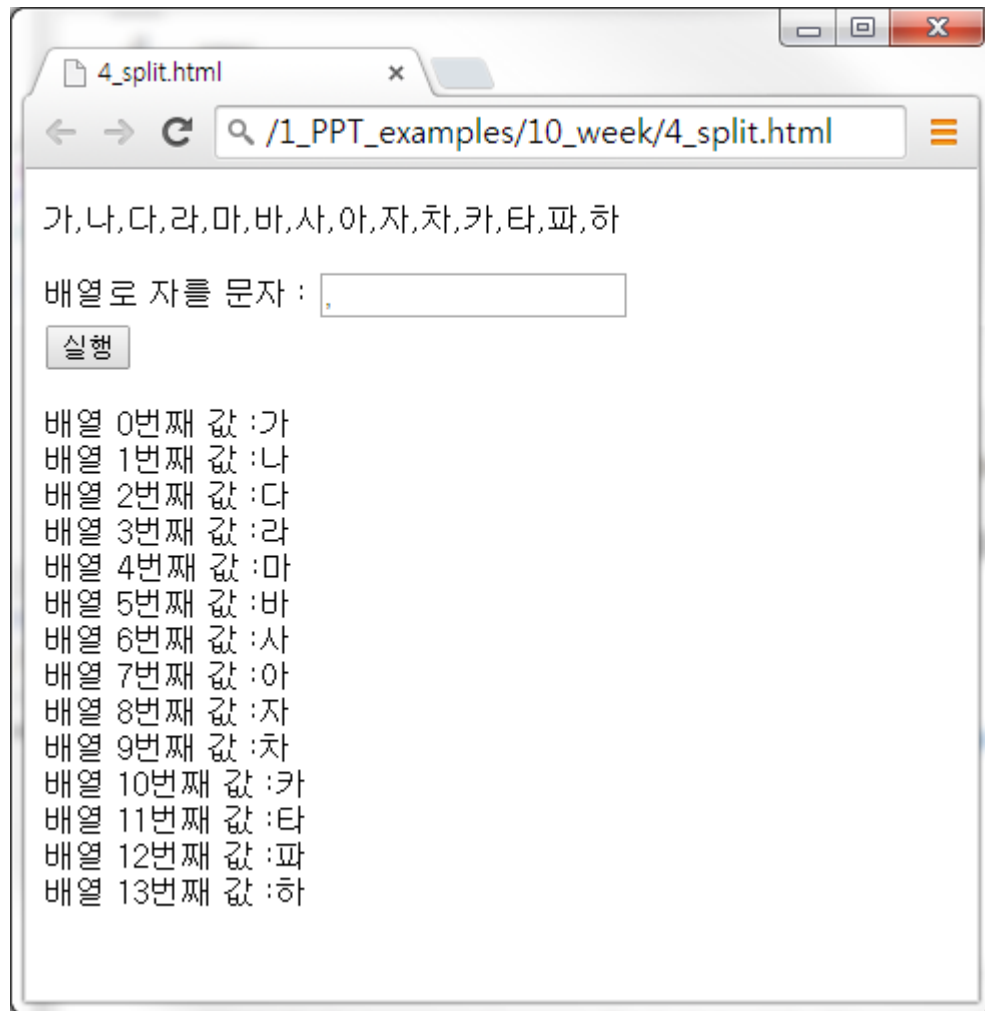 4_split.html
/1_PPT_examples/10_week/4_split.html
가,나,다,라,마,바,사,아,자,차,카,타,파,하
배열로 자를 문자 : ,
실행
배열 0번째 값 :가
배열 1번째 값 :나
배열 2번째 값 :다
배열 3번째 값 :라
배열 4번째 값 :마
배열 5번째 값 :바
배열 6번째 값 :사
배열 7번째 값 :아
배열 8번째 값 :자
배열 9번째 값 :차
배열 10번째 값 :카
배열 11번째 값 :타
배열 12번째 값 :파
배열 13번째 값 :하